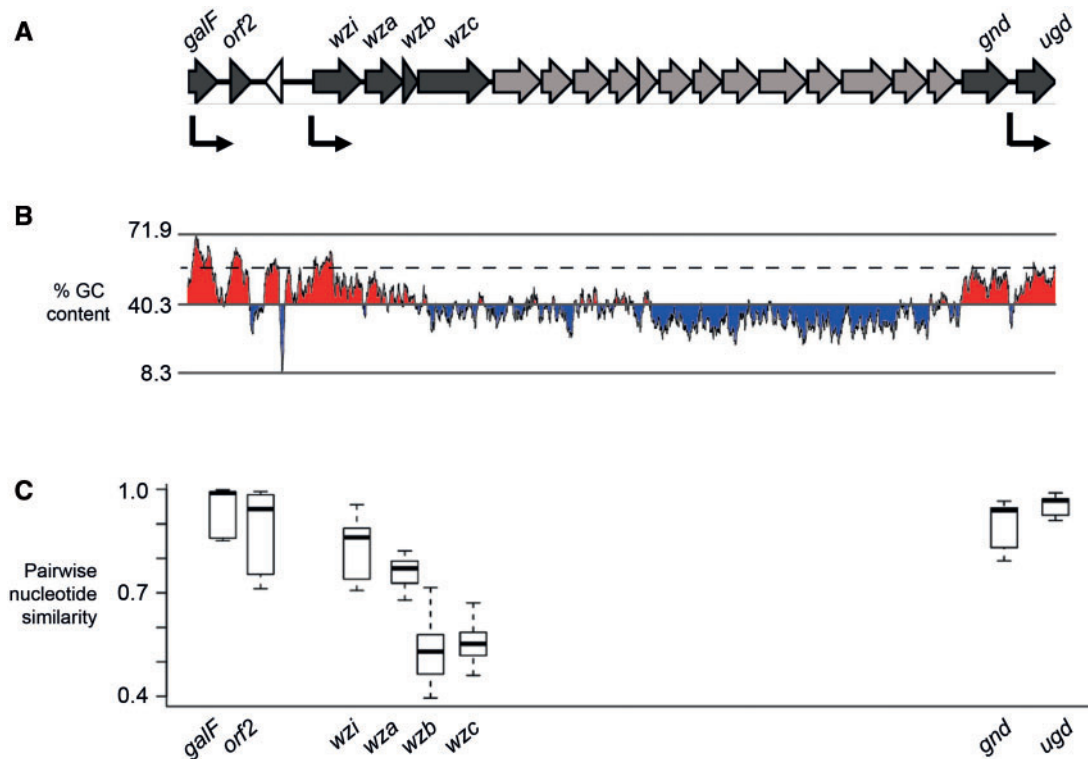 A
galF orf2 wzi wza wzb wzc gnd ugd
B
71.9
% GC
content
40.3
8.3
C
1.0
Pairwise
nucleotide
similarity
0.7
0.4
galF orf2 wzi wza wzb wzc gnd ugd